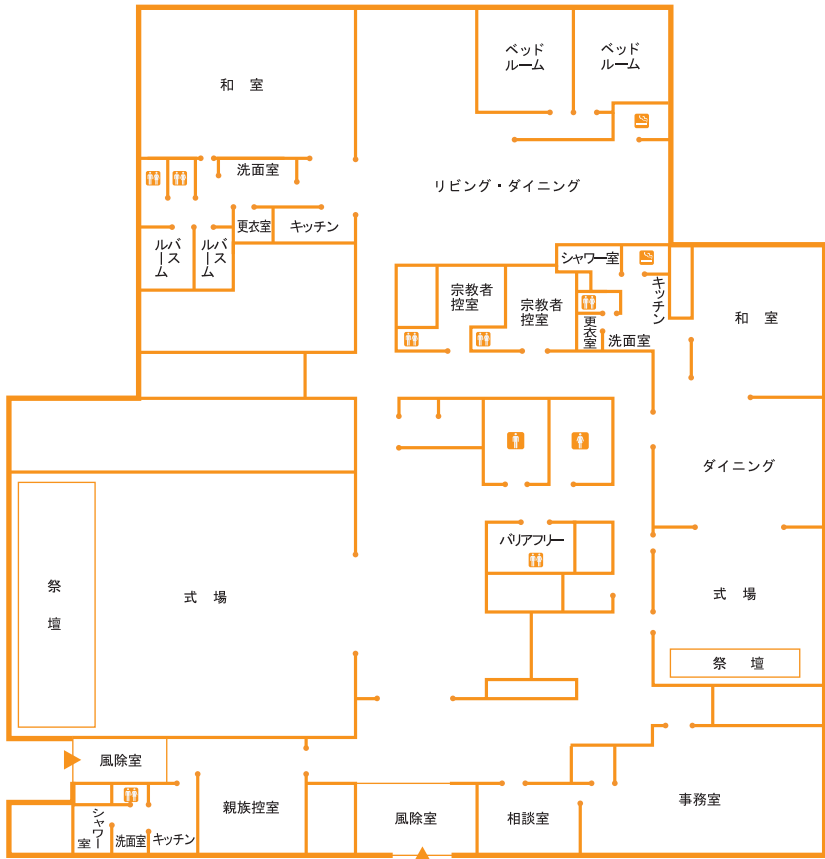 ベッド
ルーム
ベッド
ルーム
和 室
洗面室
リビング・ダイニング
更衣室
キッチン
バス
ルーム
バス
ルーム
シャワー室
キッチン
宗教者
控室
宗教者
控室
更衣室
洗面室
和 室
ダイニング
バリアフリー
祭
壇
式 場
式 場
祭 壇
風除室
親族控室
風除室
相談室
事務室
シャワー
室
洗面室
キッチン